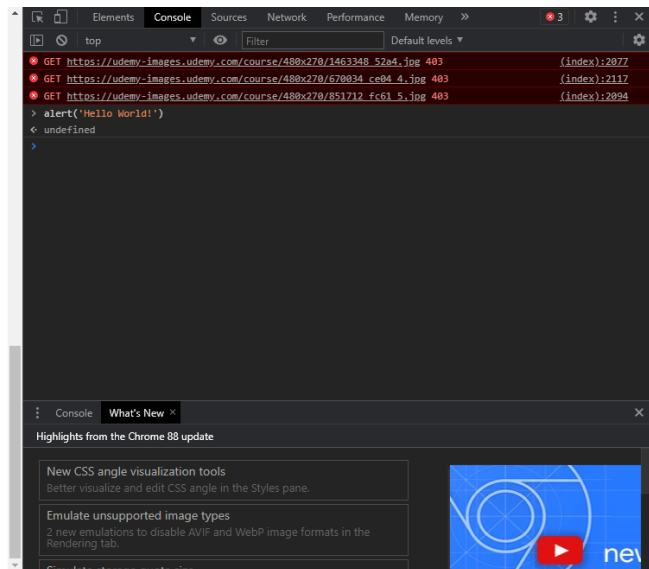 Elements Console Sources Network Performance Memory » 3
top Filter Default levels
GET https://udemy-images.udemy.com/course/480x270/1463348_52a4.jpg 403 (index):2077
GET https://udemy-images.udemy.com/course/480x270/670034_ce04_4.jpg 403 (index):2117
GET https://udemy-images.udemy.com/course/480x270/851712_fc61_5.jpg 403 (index):2094
> alert('Hello World!')
undefined
Console What's New ×
Highlights from the Chrome 88 update
New CSS angle visualization tools
Better visualize and edit CSS angle in the Styles pane.
Emulate unsupported image types
2 new emulations to disable AVIF and WebP image formats in the
Rendering tab.
new